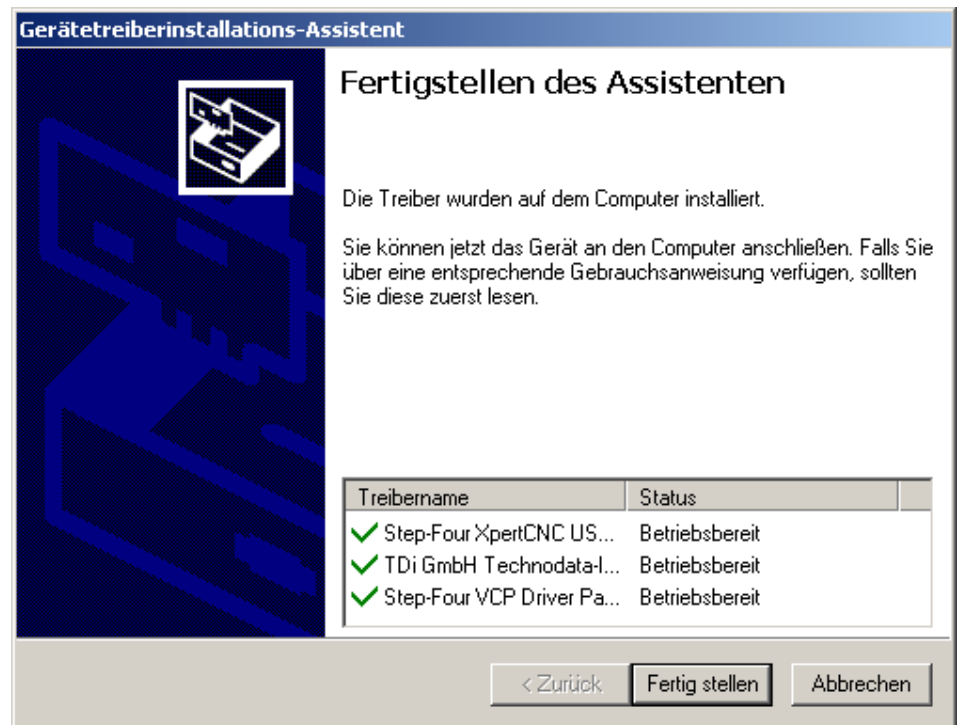 Gerätetreiberinstallations-Assistent
Fertigstellen des Assistenten
Die Treiber wurden auf dem Computer installiert.
Sie können jetzt das Gerät an den Computer anschließen. Falls Sie
über eine entsprechende Gebrauchsanweisung verfügen, sollten
Sie diese zuerst lesen.
Treibername Status
Step-Four XpertCNC US... Betriebsbereit
TDi GmbH Technodata-I... Betriebsbereit
Step-Four VCP Driver Pa... Betriebsbereit
< Zurück Fertig stellen Abbrechen